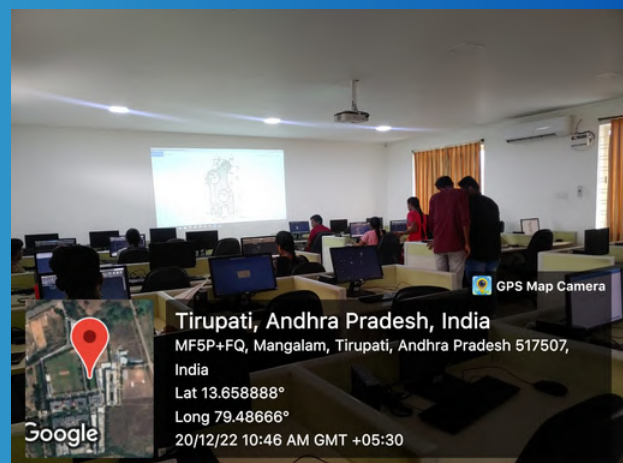 GPS Map Camera
Tirupati, Andhra Pradesh, India
MF5P+FQ, Mangalam, Tirupati, Andhra Pradesh 517507,
India
Lat 13.658888°
Long 79.48666°
20/12/22 10:46 AM GMT +05:30
Google